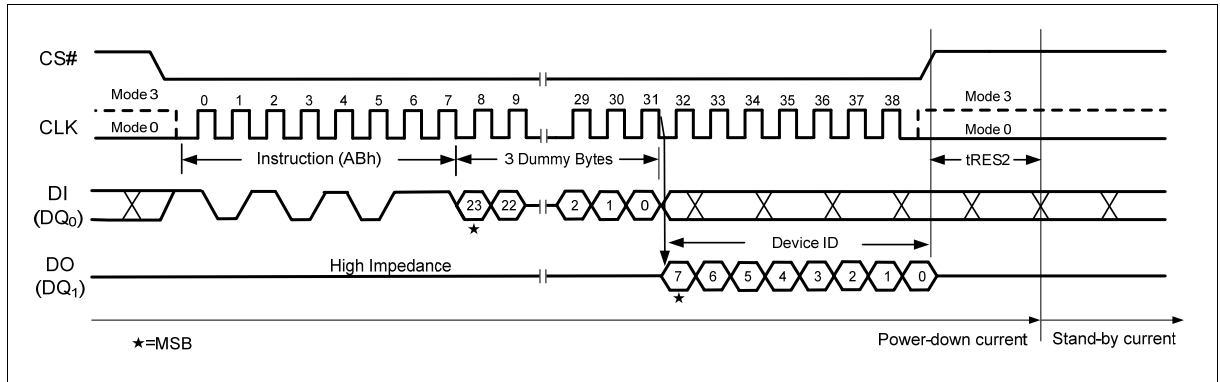 CS#
Mode 3
0 1 2 3 4 5 6 7 8 9 29 30 31 32 33 34 35 36 37 38
Mode 3
CLK
Mode 0
Mode 0
Instruction (ABh)
3 Dummy Bytes
tRES2
DI
(DQ0)
23 22 2 1 0
★
Device ID
DO
(DQ1)
High Impedance
7 6 5 4 3 2 1 0
★
★=MSB
Power-down current
Stand-by current